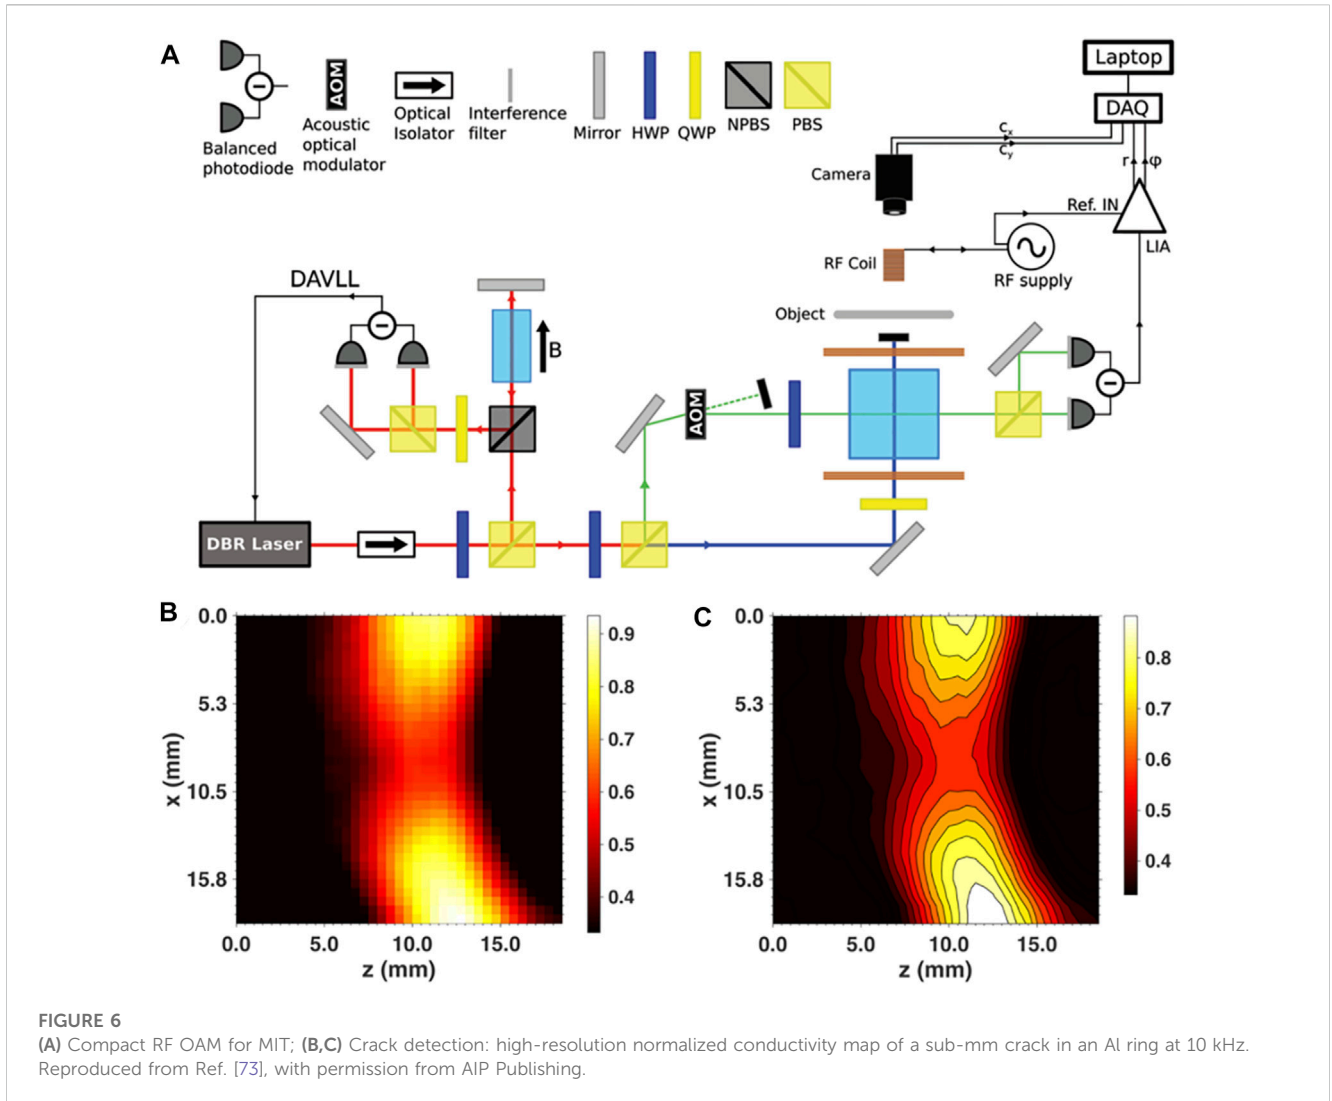 A
Balanced
photodiode
AOM
Acoustic
optical
modulator
Optical
Isolator
Interference
filter
Mirror
HWP
QWP
NPBS
PBS
Laptop
DAQ
cx
cy
Camera
r
φ
Ref. IN
LIA
RF Coil
RF supply
Object
DAVLL
B
AOM
DBR Laser
B
0.0
5.3
10.5
15.8
x (mm)
0.0 5.0 10.0 15.0
z (mm)
0.9
0.8
0.7
0.6
0.5
0.4
C
0.0
5.3
10.5
15.8
x (mm)
0.0 5.0 10.0 15.0
z (mm)
0.8
0.7
0.6
0.5
0.4
FIGURE 6
(A) Compact RF OAM for MIT; (B,C) Crack detection: high-resolution normalized conductivity map of a sub-mm crack in an Al ring at 10 kHz.
Reproduced from Ref. [73], with permission from AIP Publishing.